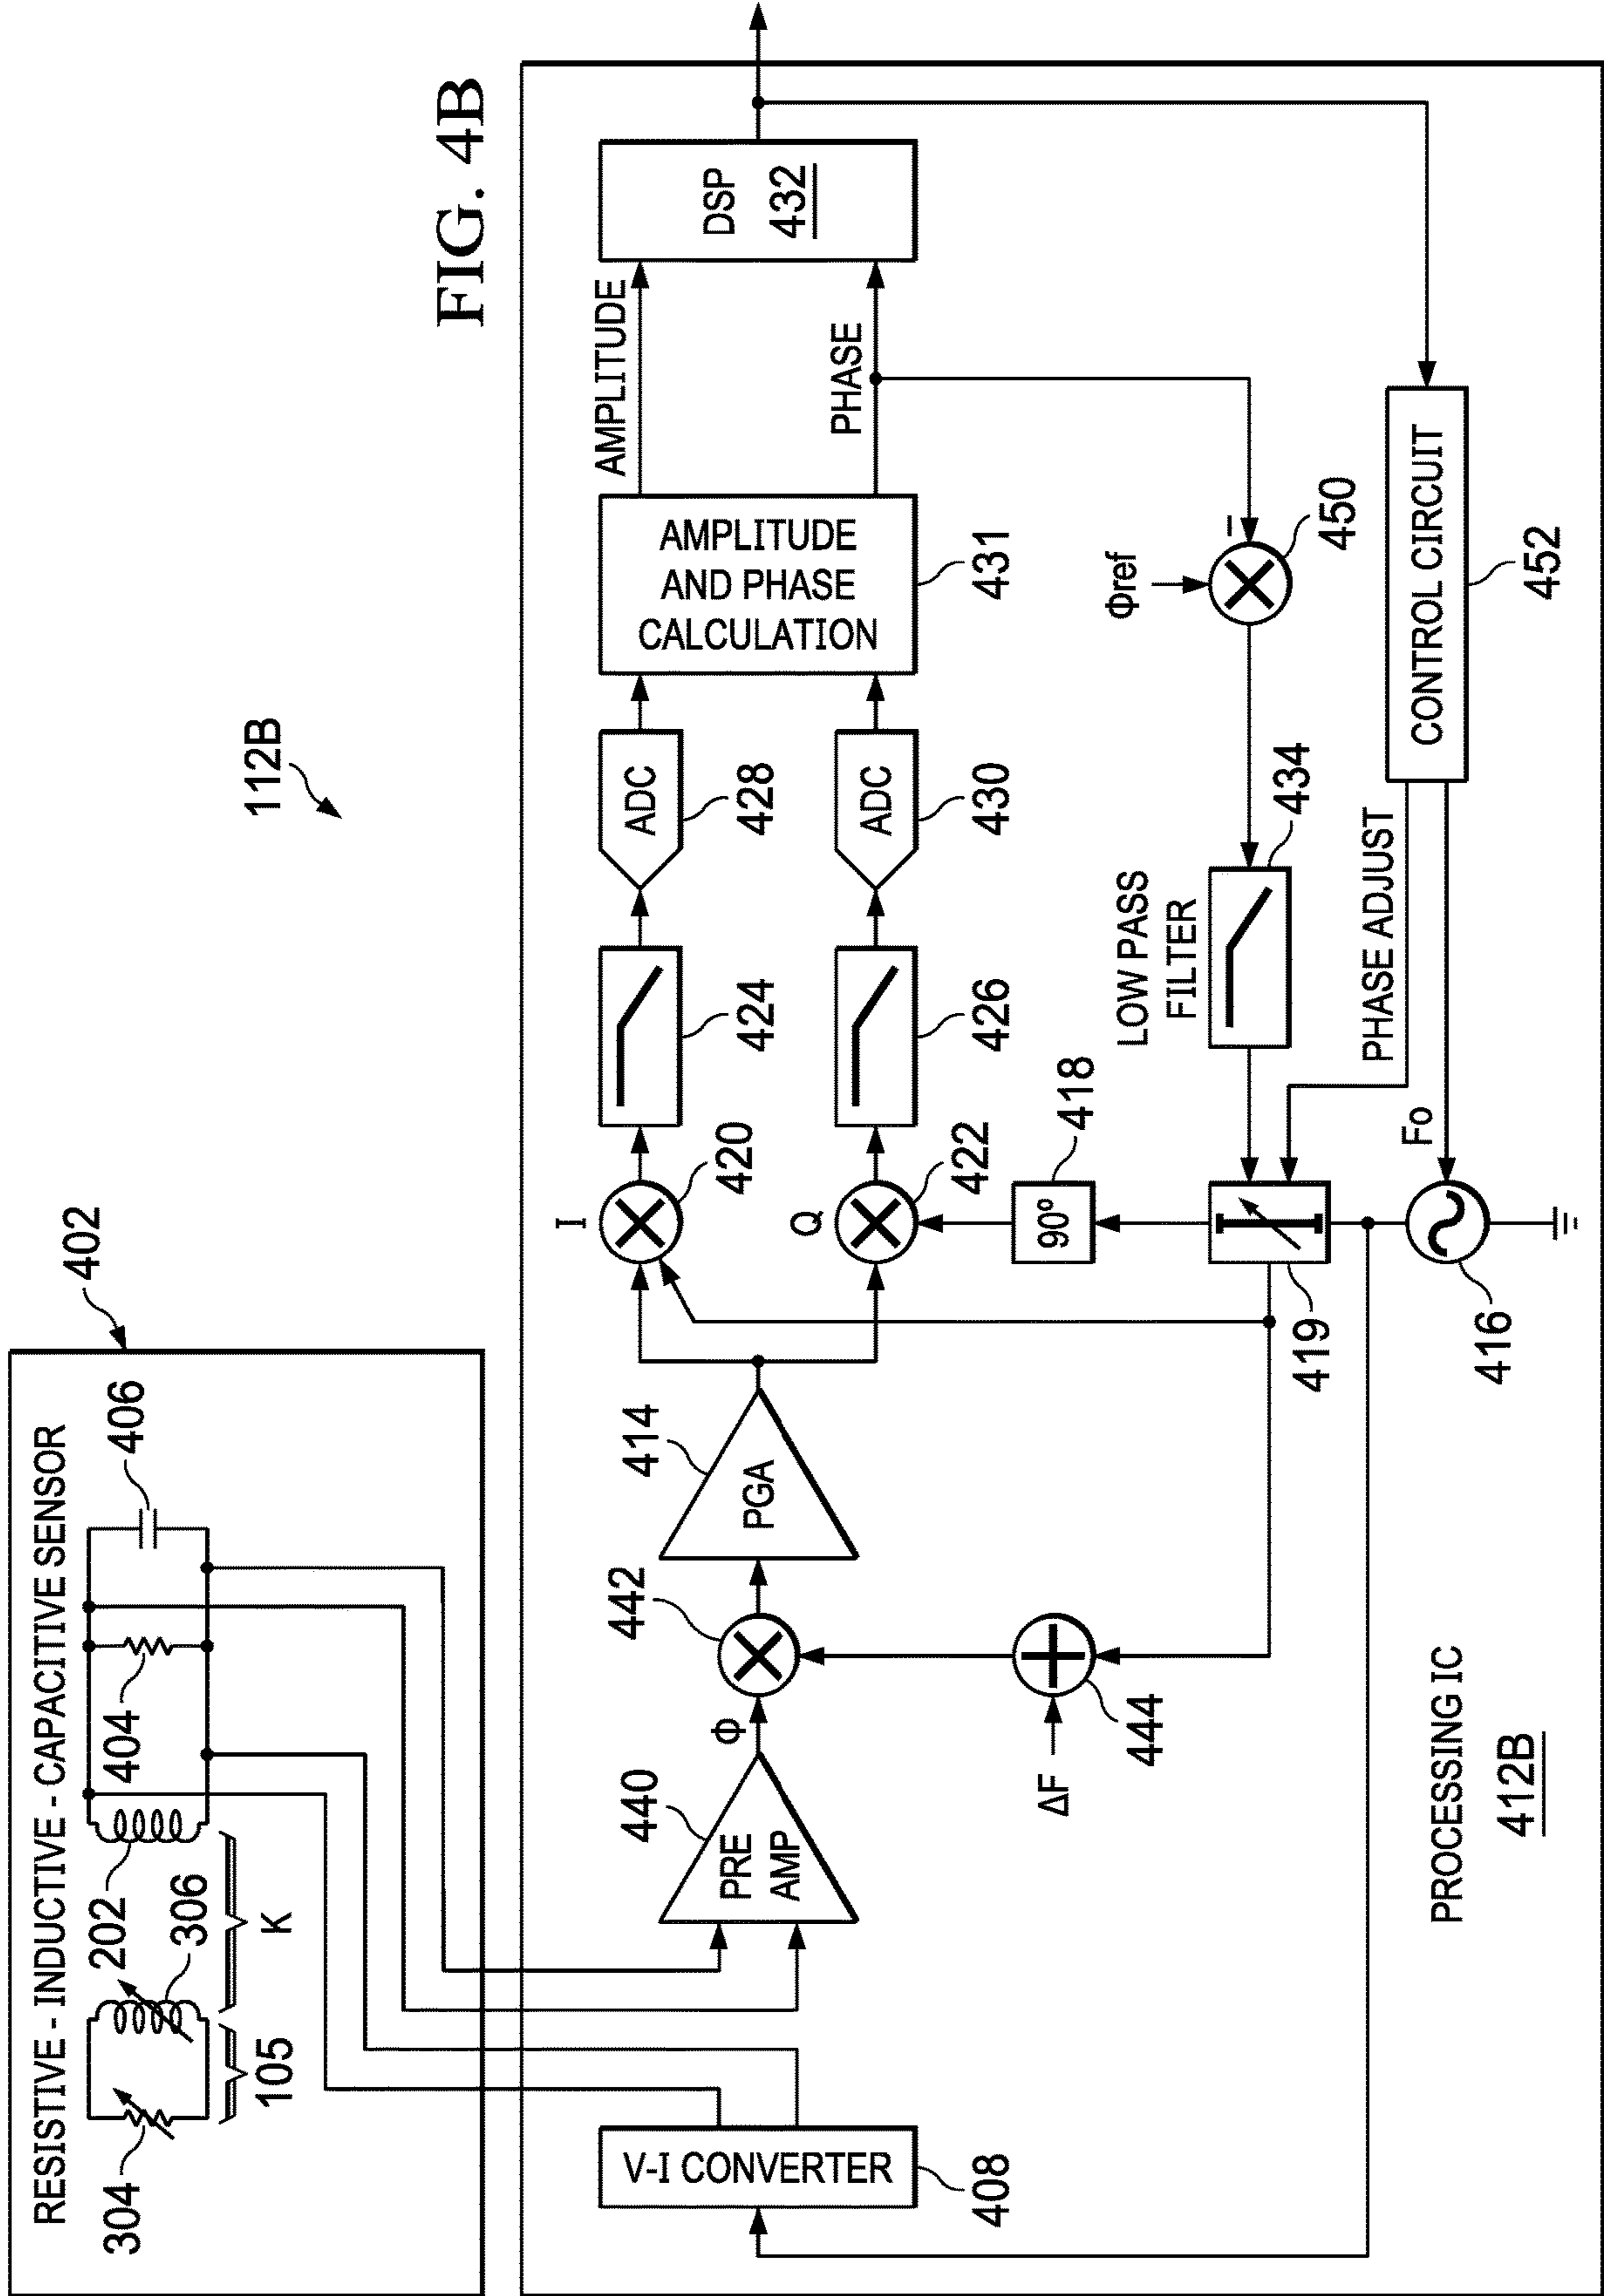 FIG. 4B
112B
402
RESISTIVE - INDUCTIVE - CAPACITIVE SENSOR
304
105
306
202
K
404
406
V-I CONVERTER
408
PRE
AMP
440
Φ
442
ΔF
444
PGA
414
I
420
Q
422
90º
418
419
416
Fo
424
426
ADC
428
ADC
430
AMPLITUDE
AND PHASE
CALCULATION
431
AMPLITUDE
PHASE
DSP
432
Φref
–
450
LOW PASS
FILTER
434
PHASE ADJUST
CONTROL CIRCUIT
452
PROCESSING IC
412B